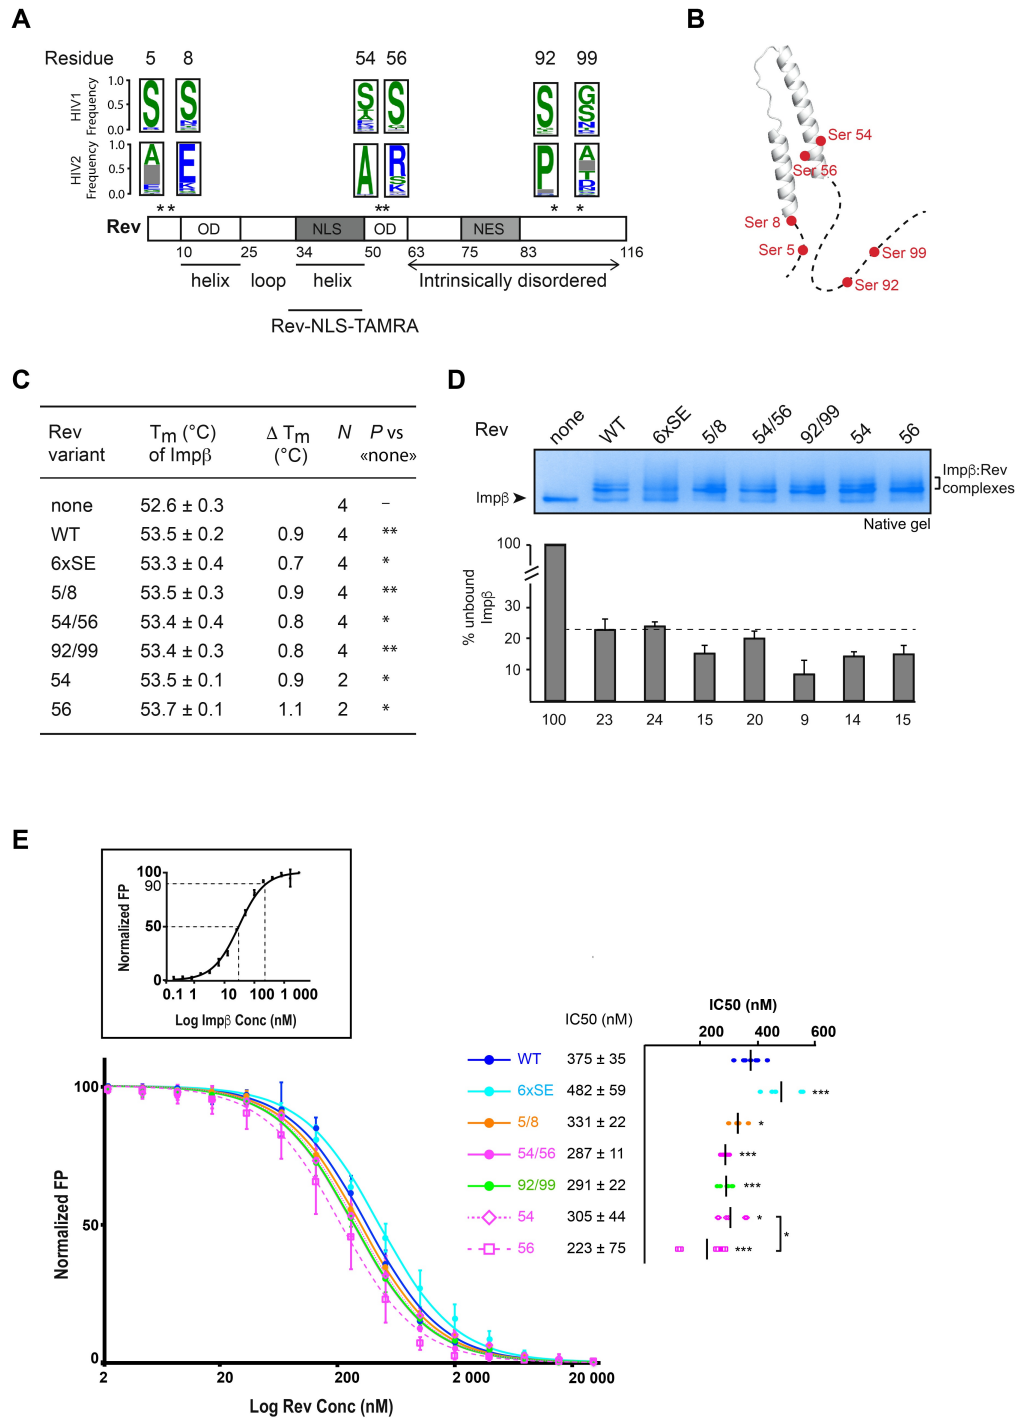 A
Residue 5 8 54 56 92 99
HIV1 Frequency
1.0
0.5
0.0
S S S S S G
I S
N
HIV2 Frequency
1.0
0.5
0.0
A E A R P A
S T
K R
** ** * *
Rev OD NLS OD NES
10 25 34 50 63 75 83 116
helix loop helix Intrinsically disordered
Rev-NLS-TAMRA
B
Ser 54
Ser 56
Ser 8
Ser 5
Ser 99
Ser 92
C
Rev variant Tm (°C) of Impβ Δ Tm (°C) N P vs «none»
none 52.6 ± 0.3 4 –
WT 53.5 ± 0.2 0.9 4 **
6xSE 53.3 ± 0.4 0.7 4 *
5/8 53.5 ± 0.3 0.9 4 **
54/56 53.4 ± 0.4 0.8 4 *
92/99 53.4 ± 0.3 0.8 4 **
54 53.5 ± 0.1 0.9 2 *
56 53.7 ± 0.1 1.1 2 *
D
Rev none WT 6xSE 5/8 54/56 92/99 54 56
Impβ
Impβ:Rev complexes
Native gel
% unbound Impβ
100
30
20
10
100 23 24 15 20 9 14 15
E
Normalized FP
100
90
50
0
0.1 1 10 100 1 000
Log Impβ Conc (nM)
IC50 (nM)
WT 375 ± 35
6xSE 482 ± 59
5/8 331 ± 22
54/56 287 ± 11
92/99 291 ± 22
54 305 ± 44
56 223 ± 75
IC50 (nM)
200 400 600
***
*
***
***
*
*
***
Normalized FP
100
50
0
2 20 200 2 000 20 000
Log Rev Conc (nM)